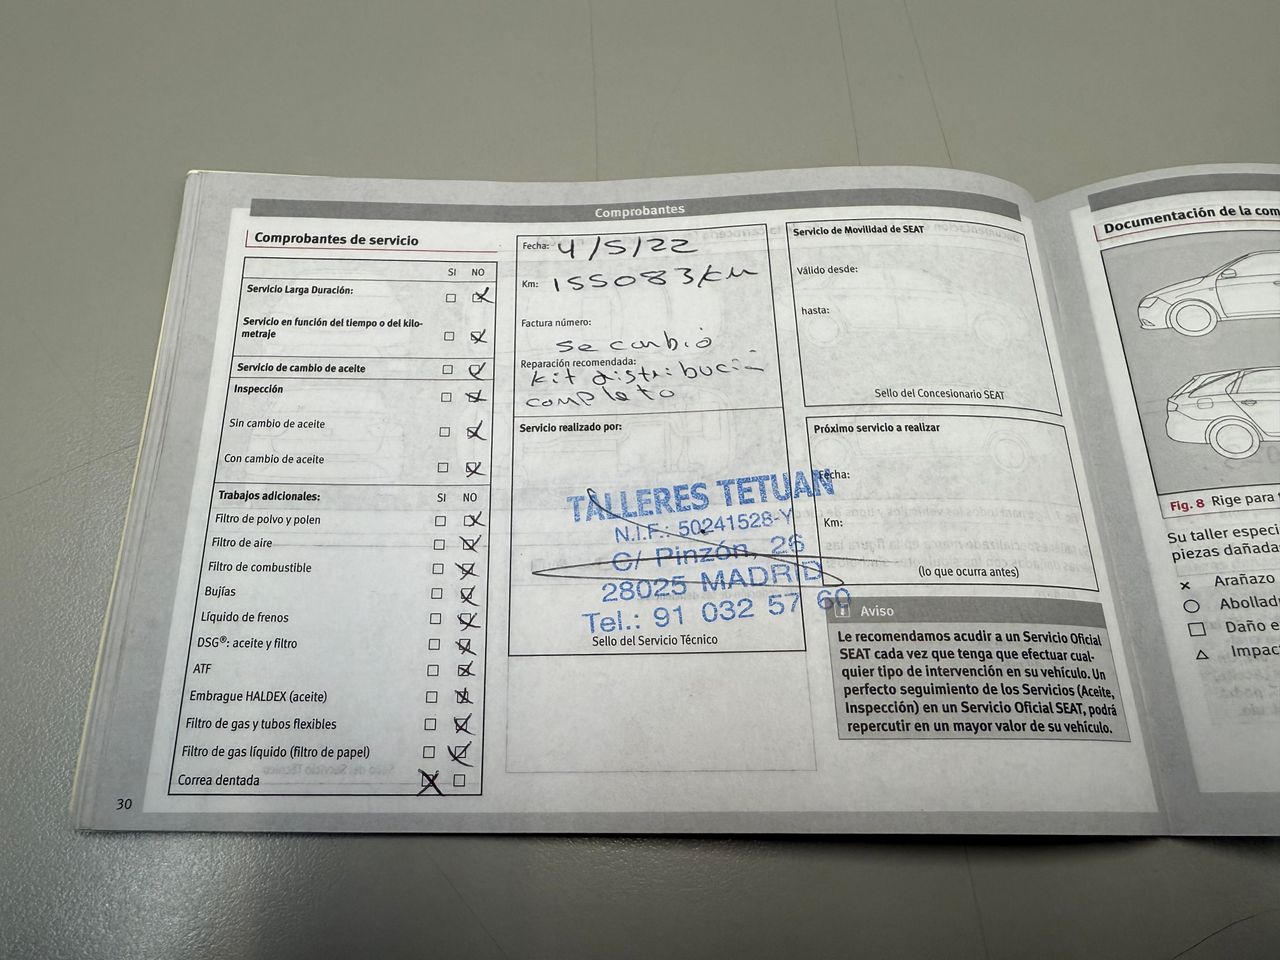 Comprobantes
Comprobantes de servicio
SI NO
Servicio Larga Duración:
Servicio en función del tiempo o del kilo-
metraje
Servicio de cambio de aceite
Inspección
Sin cambio de aceite
Con cambio de aceite
Trabajos adicionales: SI NO
Filtro de polvo y polen
Filtro de aire
Filtro de combustible
Bujías
Líquido de frenos
DSG®: aceite y filtro
ATF
Embrague HALDEX (aceite)
Filtro de gas y tubos flexibles
Filtro de gas líquido (filtro de papel)
Correa dentada
30
Fecha: 4/5/22
Km: 155083 km
Factura número:
se cambió
Reparación recomendada:
kit distribución
completo
Servicio realizado por:
TALLERES TETUAN
N.I.F.: 50241528-Y
C/ Pinzón, 26
28025 MADRID
Tel.: 91 032 57 60
Sello del Servicio Técnico
Servicio de Movilidad de SEAT
Válido desde:
hasta:
Sello del Concesionario SEAT
Próximo servicio a realizar
Fecha:
Km:
(lo que ocurra antes)
Aviso
Le recomendamos acudir a un Servicio Oficial
SEAT cada vez que tenga que efectuar cual-
quier tipo de intervención en su vehículo. Un
perfecto seguimiento de los Servicios (Aceite,
Inspección) en un Servicio Oficial SEAT, podrá
repercutir en un mayor valor de su vehículo.
Documentación de la com
Fig. 8 Rige para
Su taller especi
piezas dañada
Arañazo
Abollad
Daño e
Impac